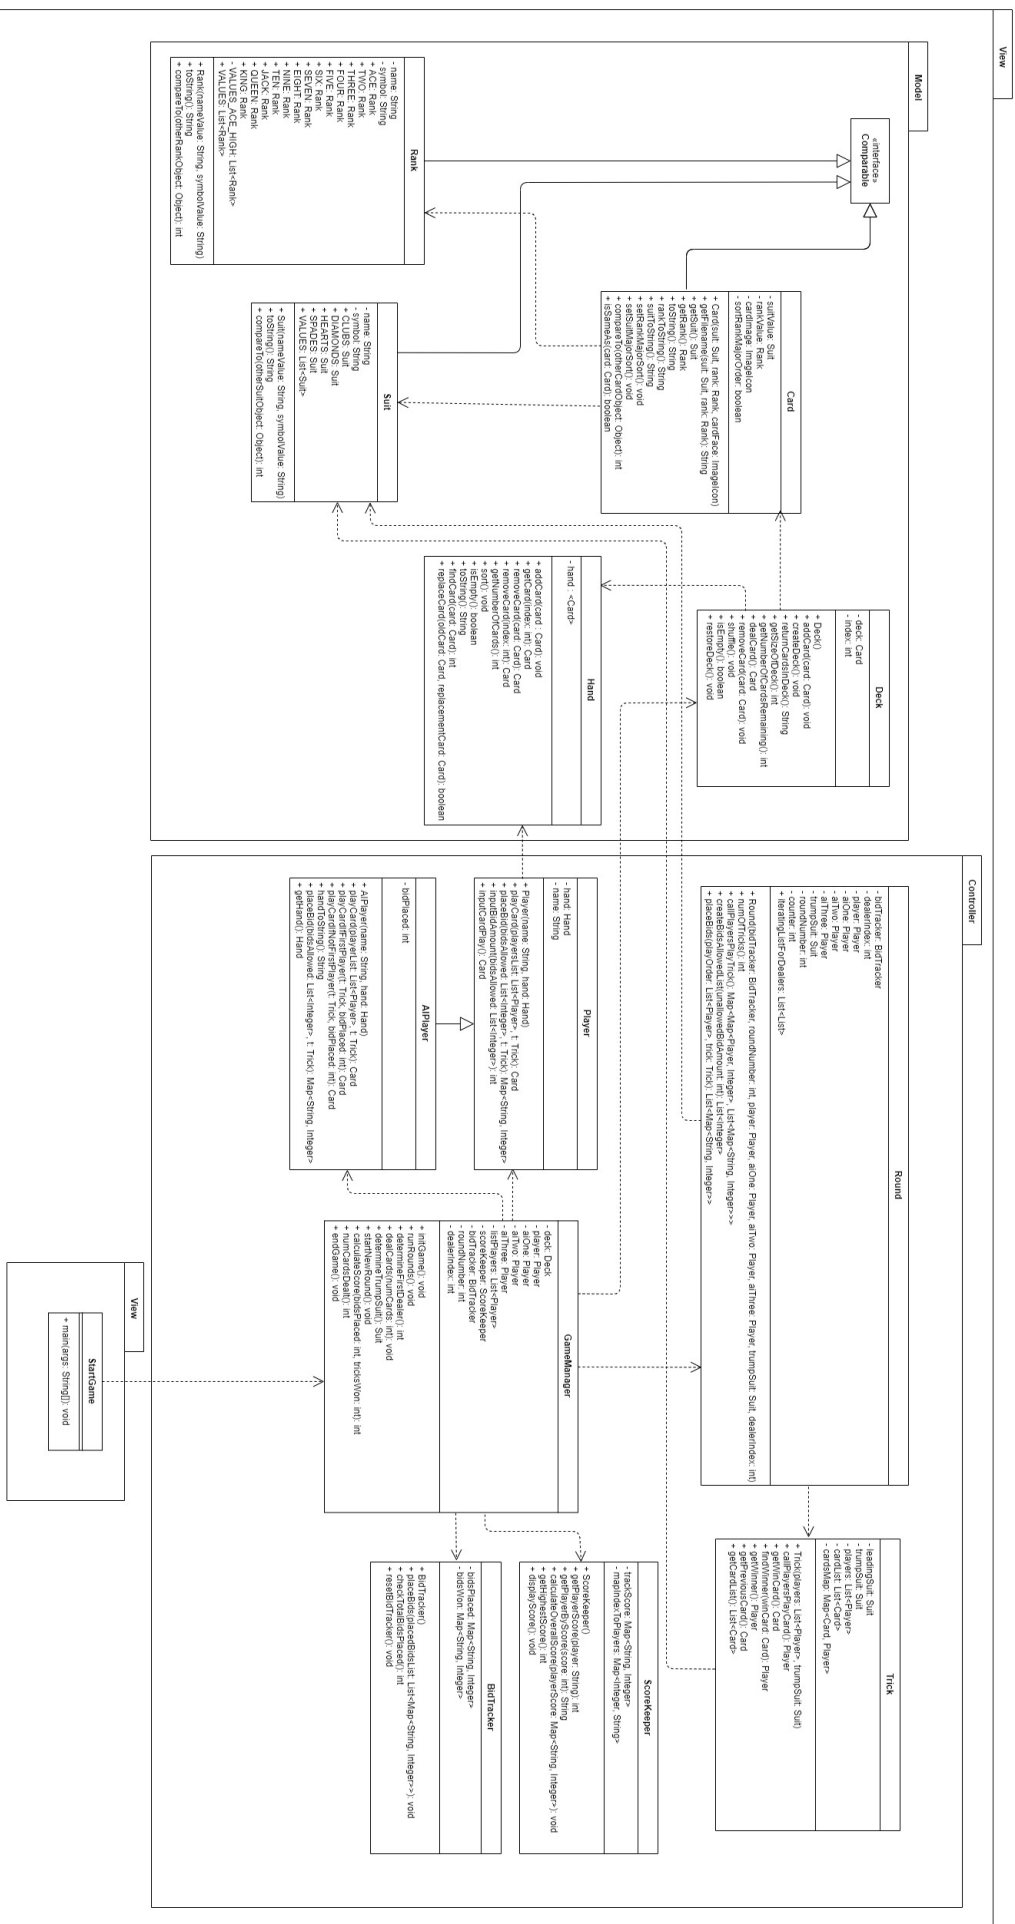 View
Model
«interface»
Comparable
Rank
- name: String
- symbol: String
+ ACE: Rank
+ TWO: Rank
+ THREE: Rank
+ FOUR: Rank
+ FIVE: Rank
+ SIX: Rank
+ SEVEN: Rank
+ EIGHT: Rank
+ NINE: Rank
+ TEN: Rank
+ JACK: Rank
+ QUEEN: Rank
+ KING: Rank
- VALUES_ACE_HIGH: List<Rank>
+ VALUES: List<Rank>
+ Rank(nameValue: String, symbolValue: String)
+ toString(): String
+ compareTo(otherRankObject: Object): int
Card
- suitValue: Suit
- rankValue: Rank
- cardImage: ImageIcon
- sortRankMajorOrder: boolean
+ Card(suit: Suit, rank: Rank, cardFace: ImageIcon)
+ getFilename(suit: Suit, rank: Rank): String
+ getSuit(): Suit
+ getRank(): Rank
+ toString(): String
+ rankToString(): String
+ suitToString(): String
+ setRankMajorSort(): void
+ setSuitMajorSort(): void
+ compareTo(otherCardObject: Object): int
+ isSameAs(card: Card): boolean
Suit
- name: String
- symbol: String
+ CLUBS: Suit
+ DIAMONDS: Suit
+ HEARTS: Suit
+ SPADES: Suit
+ VALUES: List<Suit>
+ Suit(nameValue: String, symbolValue: String)
+ toString(): String
+ compareTo(otherSuitObject: Object): int
Deck
- deck: Card
- index: int
+ Deck()
+ addCard(card: Card): void
+ createDeck(): void
+ returnCardsInDeck(): String
+ getSizeOfDeck(): int
+ getNumberOfCardsRemaining(): int
+ dealCard(): Card
+ removeCard(card: Card): void
+ shuffle(): void
+ isEmpty(): boolean
+ restoreDeck(): void
Hand
- hand : <Card>
+ addCard(card : Card): void
+ getCard(index: int): Card
+ removeCard(card: Card): Card
+ removeCard(index: int): Card
+ getNumberOfCards(): int
+ sort(): void
+ isEmpty(): boolean
+ toString(): String
+ findCard(card: Card): int
+ replaceCard(oldCard: Card, replacementCard: Card): boolean
Controller
Round
- bidTracker: BidTracker
- dealerIndex: int
- player: Player
- aiOne: Player
- aiTwo: Player
- aiThree: Player
- trumpSuit: Suit
- roundNumber: int
- counter: int
+ iteratingListForDealers: List<List>
+ Round(bidTracker: BidTracker, roundNumber: int, player: Player, aiOne: Player, aiTwo: Player, aiThree: Player, trumpSuit: Suit, dealerIndex: int)
+ numOfTricks(): int
+ callPlayersPlayTrick(): Map<Map<Player, Integer>, List<Map<String, Integer>>>
+ createBidsAllowedList(unallowedBidAmount: int): List<Integer>
+ placeBids(playOrder: List<Player>, trick: Trick): List<Map<String, Integer>>
Player
- hand: Hand
- name: String
+ Player(name: String, hand: Hand)
+ playCard(playersList: List<Player>, t: Trick): Card
+ placeBid(bidsAllowed: List<Integer>, t: Trick): Map<String, Integer>
+ inputBidAmount(bidsAllowed: List<Integer>): int
+ inputCardPlay(): Card
AIPlayer
- bidPlaced: int
+ AIPlayer(name: String, hand: Hand)
+ playCard(playerList: List<Player>, t: Trick): Card
+ playCardIfFirstPlayer(t: Trick, bidPlaced: int): Card
+ playCardIfNotFirstPlayer(t: Trick, bidPlaced: int): Card
+ handToString(): String
+ placeBid(bidsAllowed: List<Integer>, t: Trick): Map<String, Integer>
+ getHand(): Hand
GameManager
- deck: Deck
- player: Player
- aiOne: Player
- aiTwo: Player
- aiThree: Player
- listPlayers: List<Player>
- scoreKeeper: ScoreKeeper
- bidTracker: BidTracker
- roundNumber: int
- dealerIndex: int
+ initGame(): void
+ runRounds(): void
+ determineFirstDealer(): int
+ dealCards(numCards: int): void
+ determineTrumpSuit(): Suit
+ startNewRound(): void
+ calculateScore(bidsPlaced: int, tricksWon: int): int
+ numCardsDealt(): int
+ endGame(): void
Trick
- leadingSuit: Suit
- trumpSuit: Suit
- players: List<Player>
- cardList: List<Card>
- cardsMap: Map<Card, Player>
+ Trick(players: List<Player>, trumpSuit: Suit)
+ callPlayersPlayCard(): Player
+ getWinCard(): Card
+ findWinner(winCard: Card): Player
+ getWinner(): Player
+ getPreviousCard(): Card
+ getCardList(): List<Card>
ScoreKeeper
- trackScore: Map<String, Integer>
- mapIndexToPlayers: Map<Integer, String>
+ ScoreKeeper()
+ getPlayerScore(player: String): int
+ getPlayerByScore(score: int): String
+ calculateOverallScore(playerScore: Map<String, Integer>): void
+ getHighestScore(): int
+ displayScore(): void
BidTracker
- bidsPlaced: Map<String, Integer>
- bidsWon: Map<String, Integer>
+ BidTracker()
+ placeBids(placedBidsList: List<Map<String, Integer>>): void
+ checkTotalBidsPlaced(): int
+ resetBidTracker(): void
View
StartGame
+ main(args: String[]): void